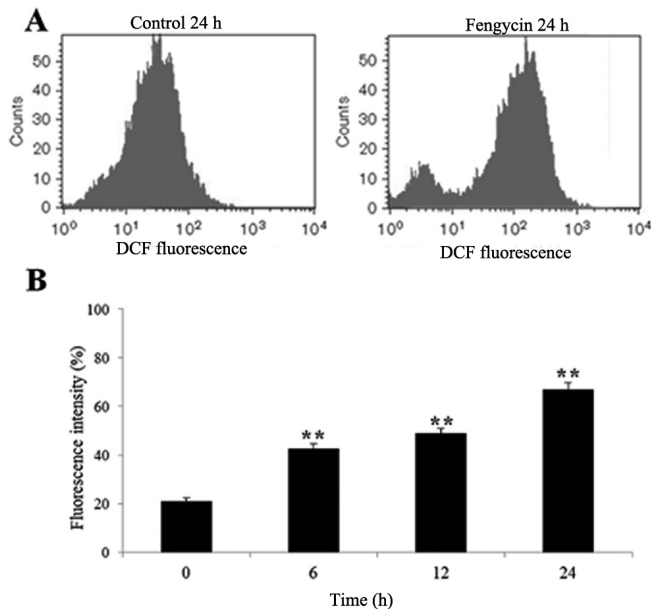 A
Control 24 h
Fengycin 24 h
Counts
60
50
40
30
20
10
0
10⁰ 10¹ 10² 10³ 10⁴
DCF fluorescence
Counts
60
50
40
30
20
10
0
10⁰ 10¹ 10² 10³ 10⁴
DCF fluorescence
B
Fluorescence intensity (%)
100
80
60
40
20
0
**
**
**
0 6 12 24
Time (h)